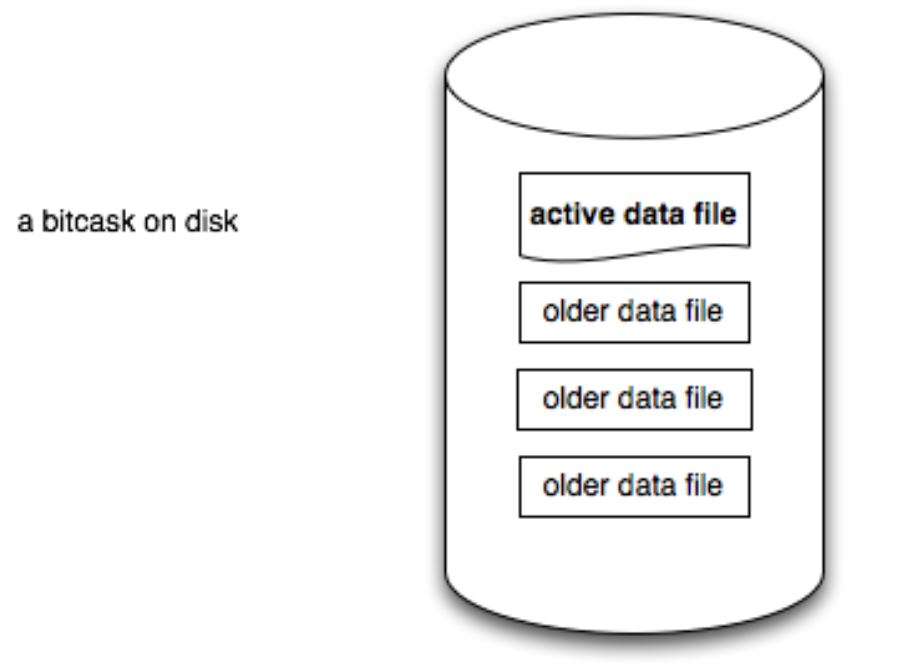 a bitcask on disk
active data file
older data file
older data file
older data file